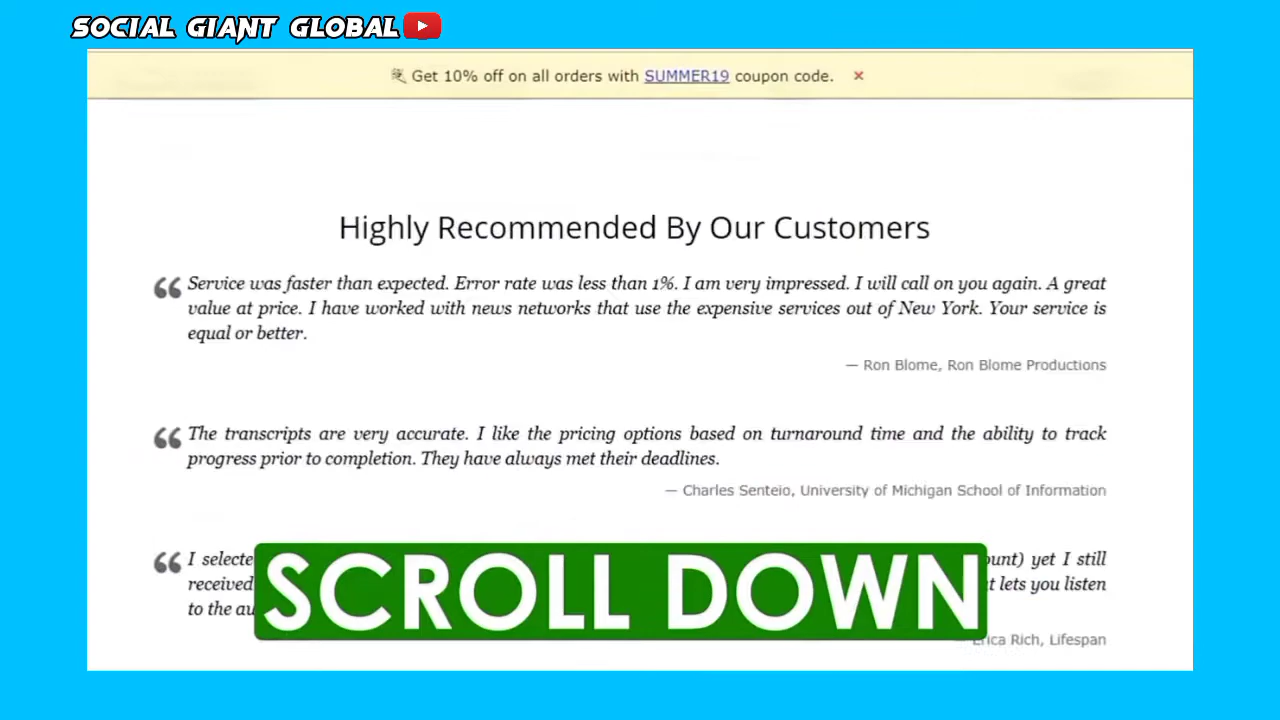 SOCIAL GIANT GLOBAL
Get 10% off on all orders with SUMMER19 coupon code. ×
Highly Recommended By Our Customers
“ Service was faster than expected. Error rate was less than 1%. I am very impressed. I will call on you again. A great
value at price. I have worked with news networks that use the expensive services out of New York. Your service is
equal or better.
— Ron Blome, Ron Blome Productions
“ The transcripts are very accurate. I like the pricing options based on turnaround time and the ability to track
progress prior to completion. They have always met their deadlines.
— Charles Senteio, University of Michigan School of Information
“ I yet I still
lets you listen
to the
SCROLL DOWN
Erica Rich, Lifespan